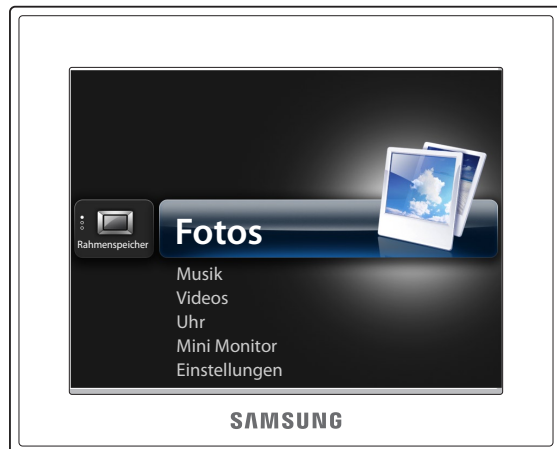 Rahmenspeicher
Fotos
Musik
Videos
Uhr
Mini Monitor
Einstellungen
SAMSUNG